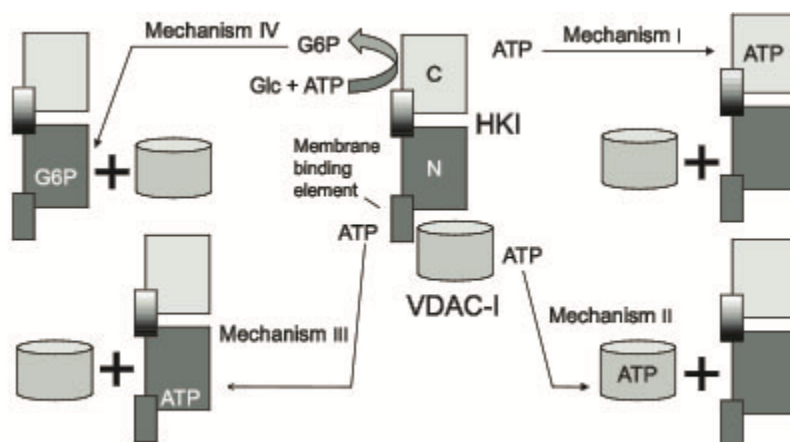 Mechanism IV
G6P
ATP
Mechanism I
ATP
Glc + ATP
C
HKI
G6P
Membrane
binding
element
N
ATP
ATP
VDAC-I
Mechanism III
Mechanism II
ATP
ATP